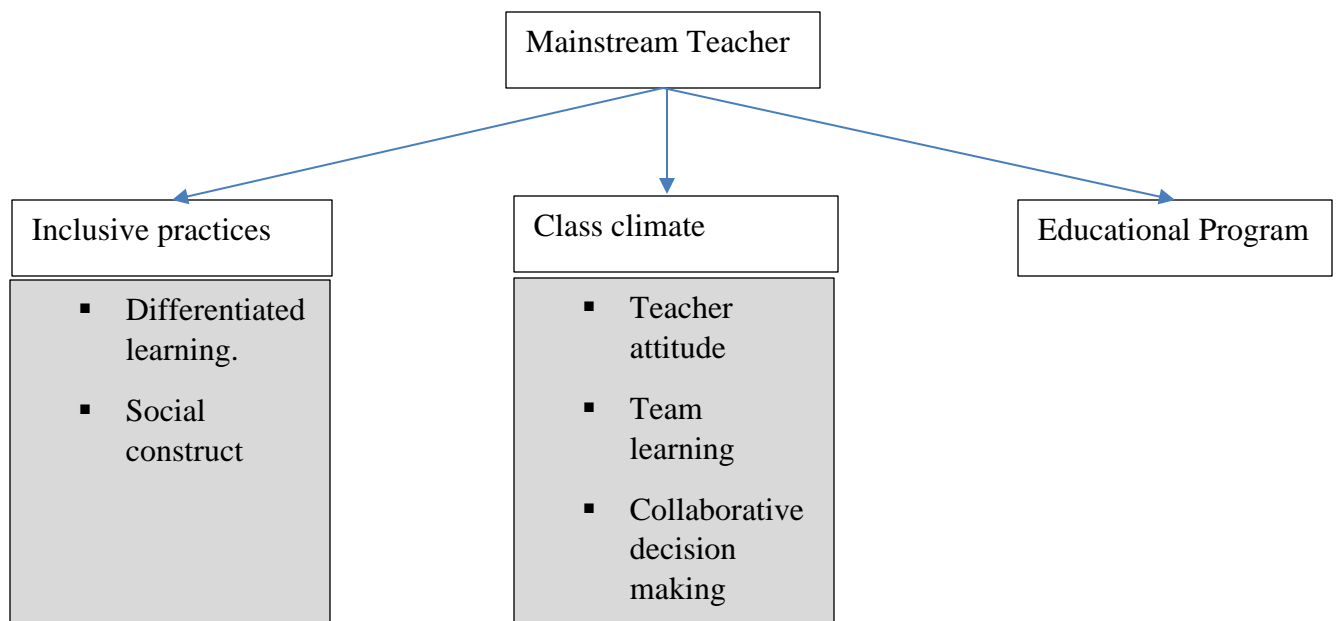 Mainstream Teacher
Inclusive practices
▪ Differentiated
learning.
▪ Social
construct
Class climate
▪ Teacher
attitude
▪ Team
learning
▪ Collaborative
decision
making
Educational Program